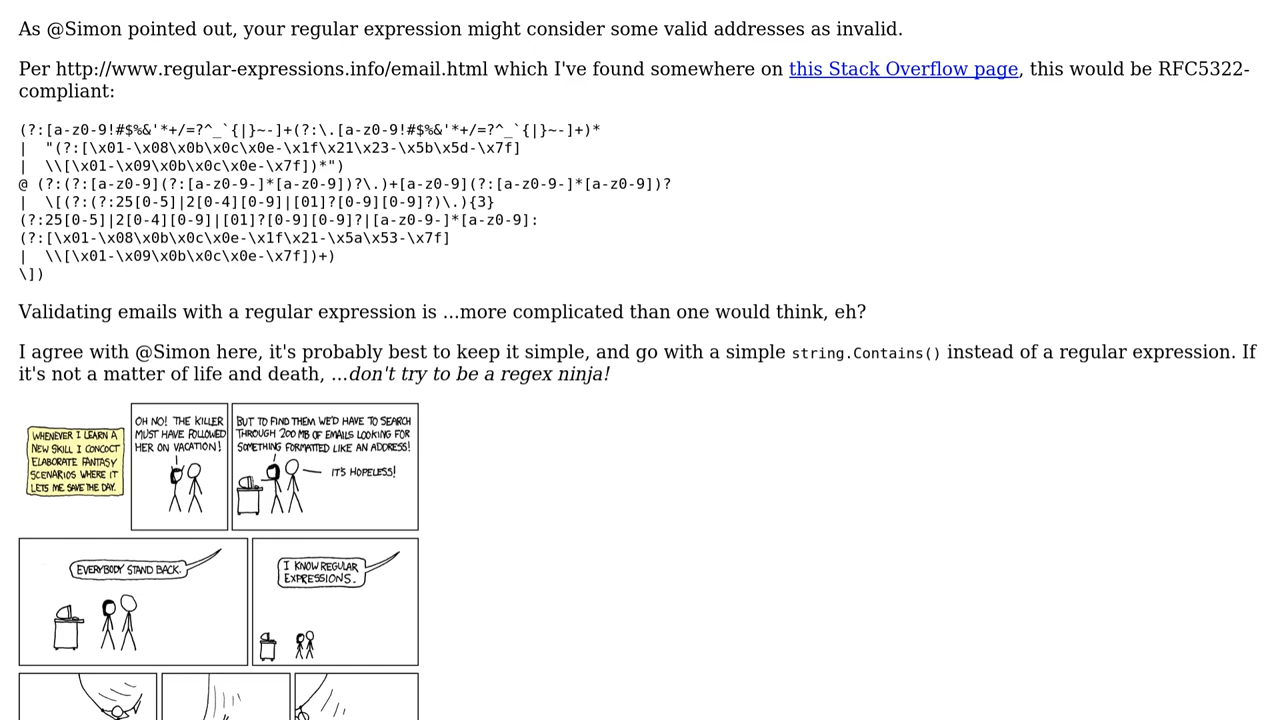 As @Simon pointed out, your regular expression might consider some valid addresses as invalid.
Per http://www.regular-expressions.info/email.html which I've found somewhere on this Stack Overflow page, this would be RFC5322-
compliant:
(?:[a-z0-9!#$%&'*+/=?^_`{|}~-]+(?:\.[a-z0-9!#$%&'*+/=?^_`{|}~-]+)*
|  "(?:[\x01-\x08\x0b\x0c\x0e-\x1f\x21\x23-\x5b\x5d-\x7f]
|  \\[\x01-\x09\x0b\x0c\x0e-\x7f])*")
@ (?:(?:[a-z0-9](?:[a-z0-9-]*[a-z0-9])?\.)+[a-z0-9](?:[a-z0-9-]*[a-z0-9])?
|  \[(?:(?:25[0-5]|2[0-4][0-9]|[01]?[0-9][0-9]?)\.){3}
(?:25[0-5]|2[0-4][0-9]|[01]?[0-9][0-9]?|[a-z0-9-]*[a-z0-9]:
(?:[\x01-\x08\x0b\x0c\x0e-\x1f\x21-\x5a\x53-\x7f]
|  \\[\x01-\x09\x0b\x0c\x0e-\x7f])+)
\])
Validating emails with a regular expression is ...more complicated than one would think, eh?
I agree with @Simon here, it's probably best to keep it simple, and go with a simple string.Contains() instead of a regular expression. If
it's not a matter of life and death, ...don't try to be a regex ninja!
WHENEVER I LEARN A
NEW SKILL I CONCOCT
ELABORATE FANTASY
SCENARIOS WHERE IT
LETS ME SAVE THE DAY.
OH NO! THE KILLER
MUST HAVE FOLLOWED
HER ON VACATION!
BUT TO FIND THEM WE'D HAVE TO SEARCH
THROUGH 200 MB OF EMAILS LOOKING FOR
SOMETHING FORMATTED LIKE AN ADDRESS!
IT'S HOPELESS!
EVERYBODY STAND BACK.
I KNOW REGULAR
EXPRESSIONS.